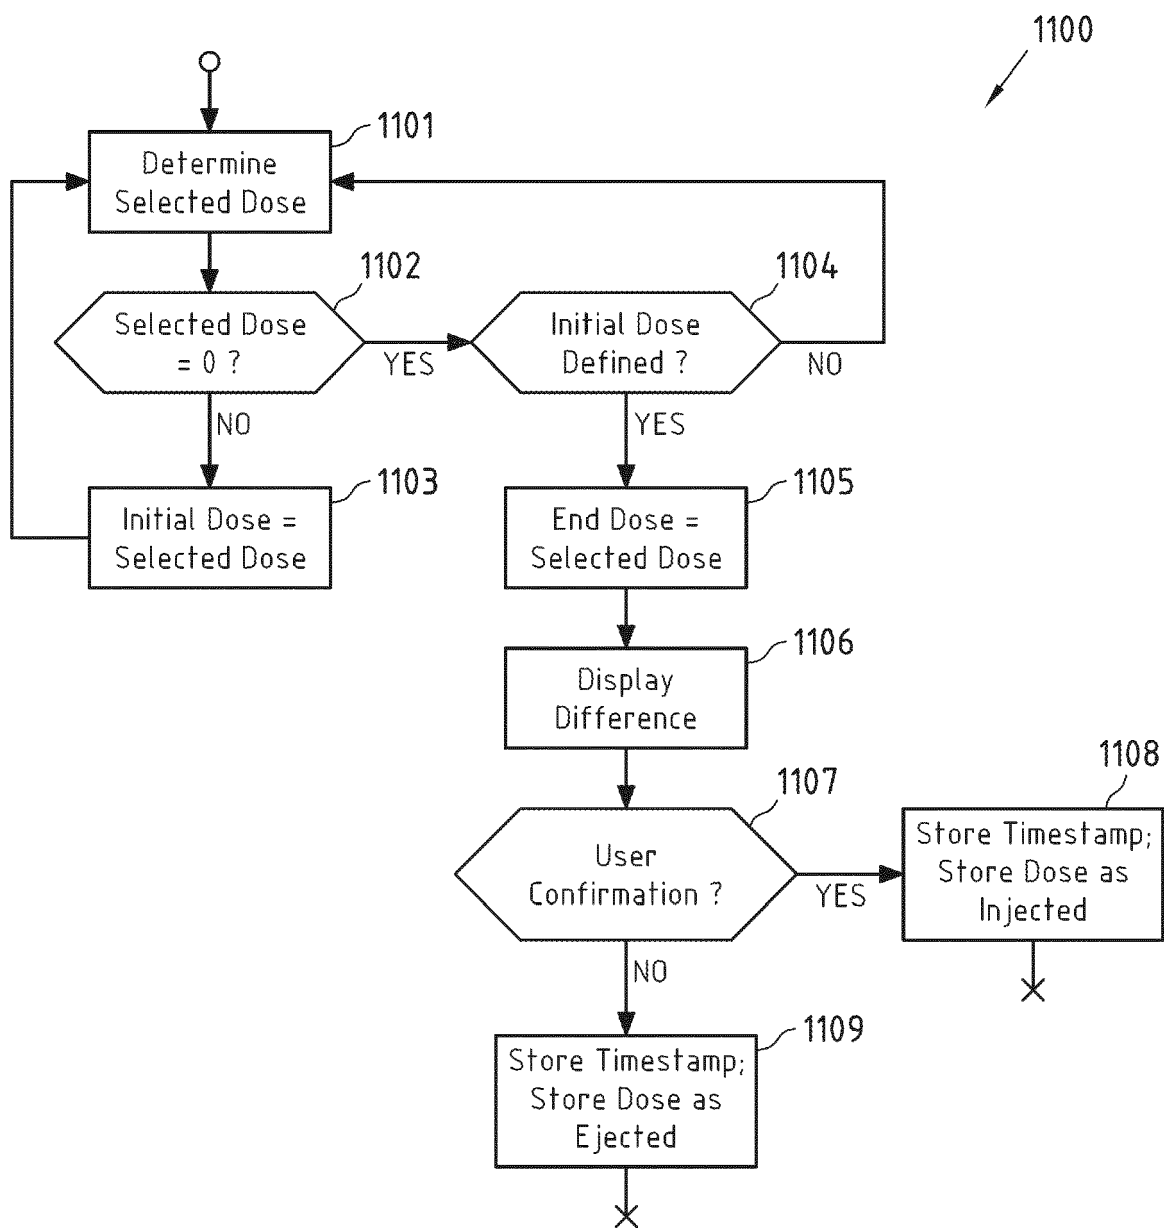 1100
1101
Determine
Selected Dose
1102
Selected Dose
= 0 ?
YES
NO
1104
Initial Dose
Defined ?
NO
YES
1103
Initial Dose =
Selected Dose
1105
End Dose =
Selected Dose
1106
Display
Difference
1107
User
Confirmation ?
YES
NO
1108
Store Timestamp;
Store Dose as
Injected
1109
Store Timestamp;
Store Dose as
Ejected